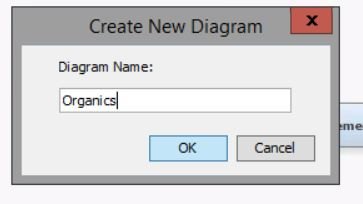 Create New Diagram
x
Diagram Name:
Organics
OK
Cancel